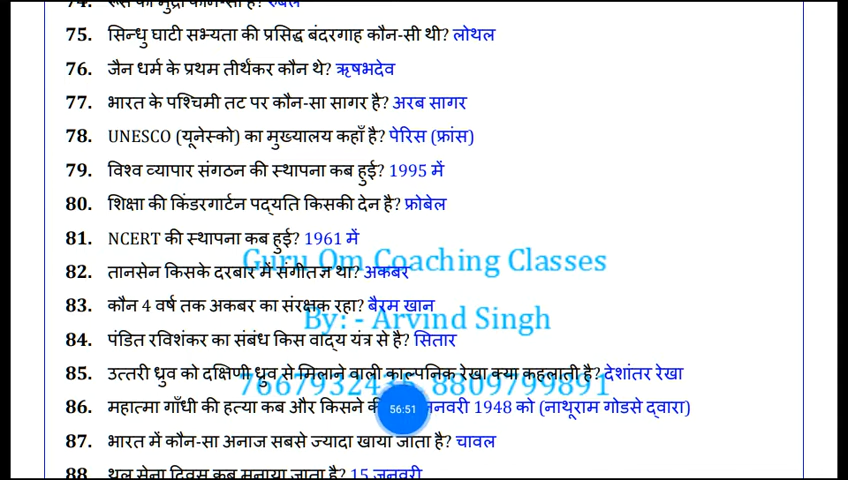 74. रूस की मुद्रा कौन-सी है? रूबल
75. सिन्धु घाटी सभ्यता की प्रसिद्ध बंदरगाह कौन-सी थी? लोथल
76. जैन धर्म के प्रथम तीर्थंकर कौन थे? ऋषभदेव
77. भारत के पश्चिमी तट पर कौन-सा सागर है? अरब सागर
78. UNESCO (यूनेस्को) का मुख्यालय कहाँ है? पेरिस (फ्रांस)
79. विश्व व्यापार संगठन की स्थापना कब हुई? 1995 में
80. शिक्षा की किंडरगार्टन पद्यति किसकी देन है? फ्रोबेल
81. NCERT की स्थापना कब हुई? 1961 में
Guru Om Coaching Classes
82. तानसेन किसके दरबार में संगीतज्ञ था? अकबर
83. कौन 4 वर्ष तक अकबर का संरक्षक रहा? बैरम खान
By: - Arvind Singh
84. पंडित रविशंकर का संबंध किस वाद्य यंत्र से है? सितार
85. उत्तरी ध्रुव को दक्षिणी ध्रुव से मिलाने वाली काल्पनिक रेखा क्या कहलाती है? देशांतर रेखा
8809799891
86. महात्मा गाँधी की हत्या कब और किसने की 1948 को (नाथूराम गोडसे द्वारा)
56:51
87. भारत में कौन-सा अनाज सबसे ज्यादा खाया जाता है? चावल
88. थल सेना दिवस कब मनाया जाता है? 15 जनवरी